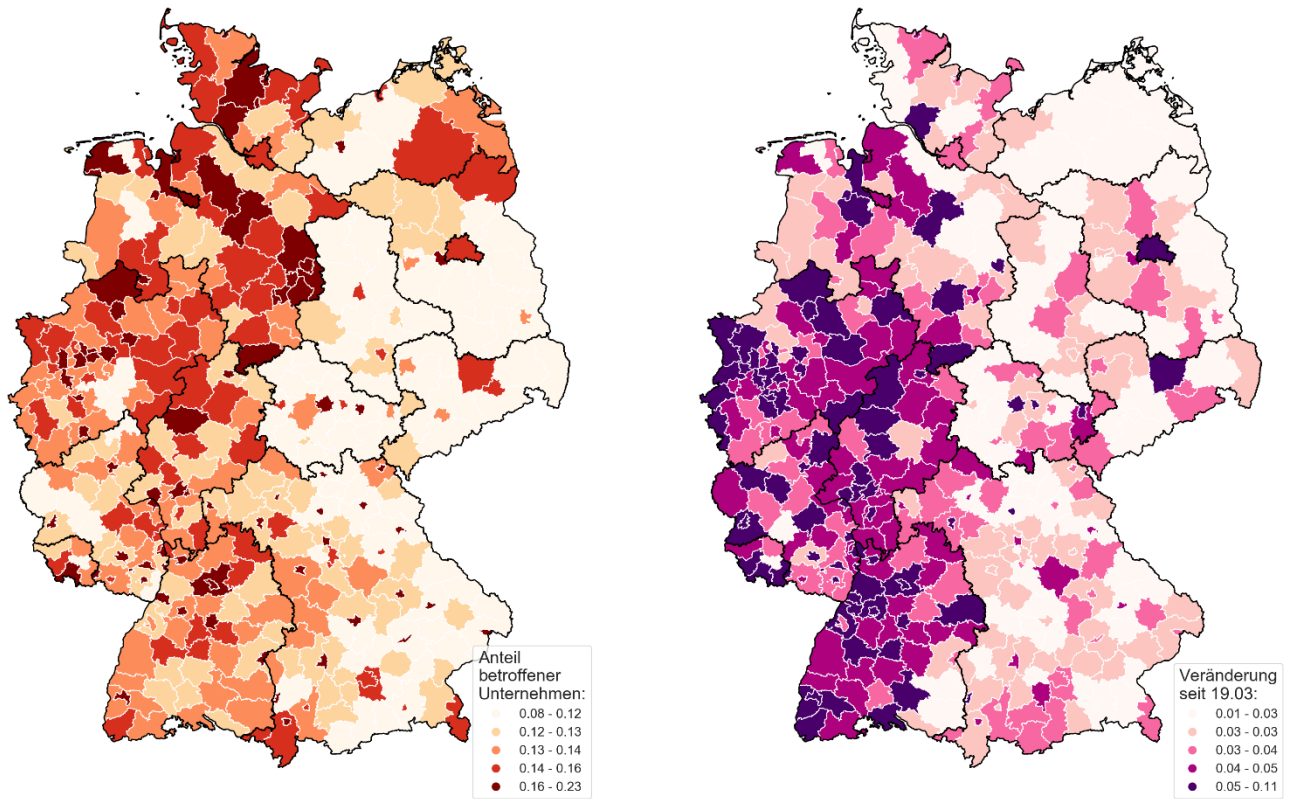 Anteil
betroffener
Unternehmen:
0.08 - 0.12
0.12 - 0.13
0.13 - 0.14
0.14 - 0.16
0.16 - 0.23
Veränderung
seit 19.03:
0.01 - 0.03
0.03 - 0.03
0.03 - 0.04
0.04 - 0.05
0.05 - 0.11